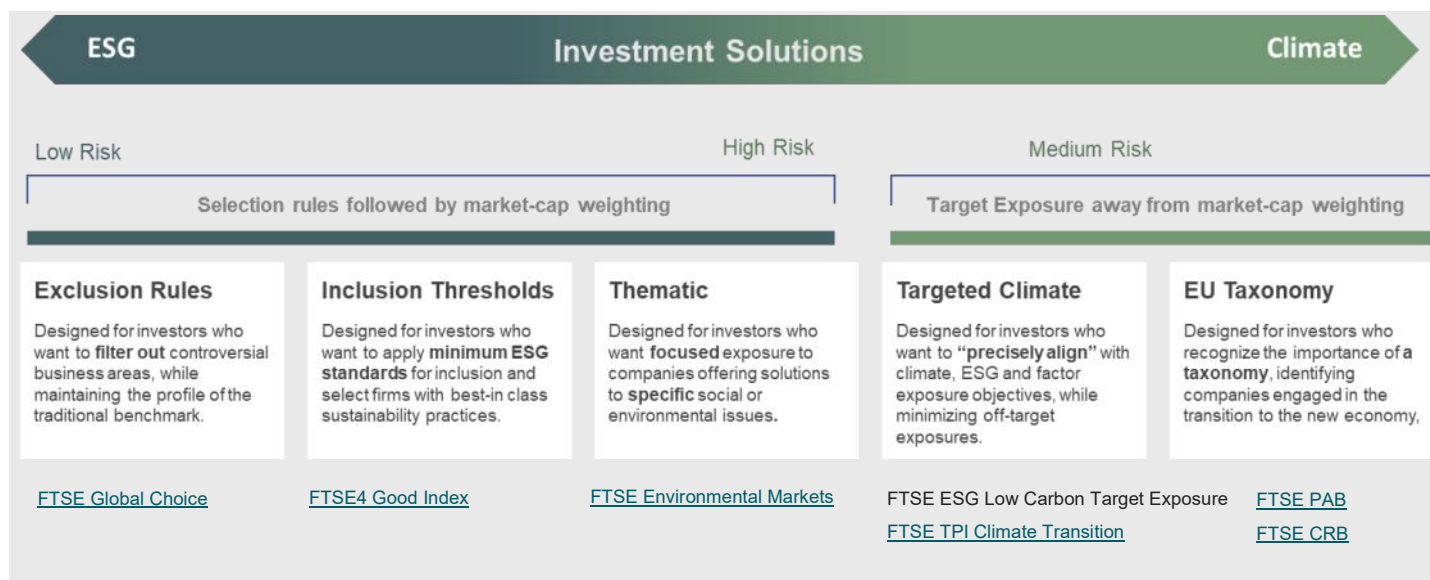 ESG
Investment Solutions
Climate
Low Risk
High Risk
Medium Risk
Selection rules followed by market-cap weighting
Target Exposure away from market-cap weighting
Exclusion Rules
Designed for investors who
want to filter out controversial
business areas, while
maintaining the profile of the
traditional benchmark.
Inclusion Thresholds
Designed for investors who
want to apply minimum ESG
standards for inclusion and
select firms with best-in class
sustainability practices.
Thematic
Designed for investors who
want focused exposure to
companies offering solutions
to specific social or
environmental issues.
Targeted Climate
Designed for investors who
want to “precisely align” with
climate, ESG and factor
exposure objectives, while
minimizing off-target
exposures.
EU Taxonomy
Designed for investors who
recognize the importance of a
taxonomy, identifying
companies engaged in the
transition to the new economy,
FTSE Global Choice
FTSE4 Good Index
FTSE Environmental Markets
FTSE ESG Low Carbon Target Exposure
FTSE TPI Climate Transition
FTSE PAB
FTSE CRB